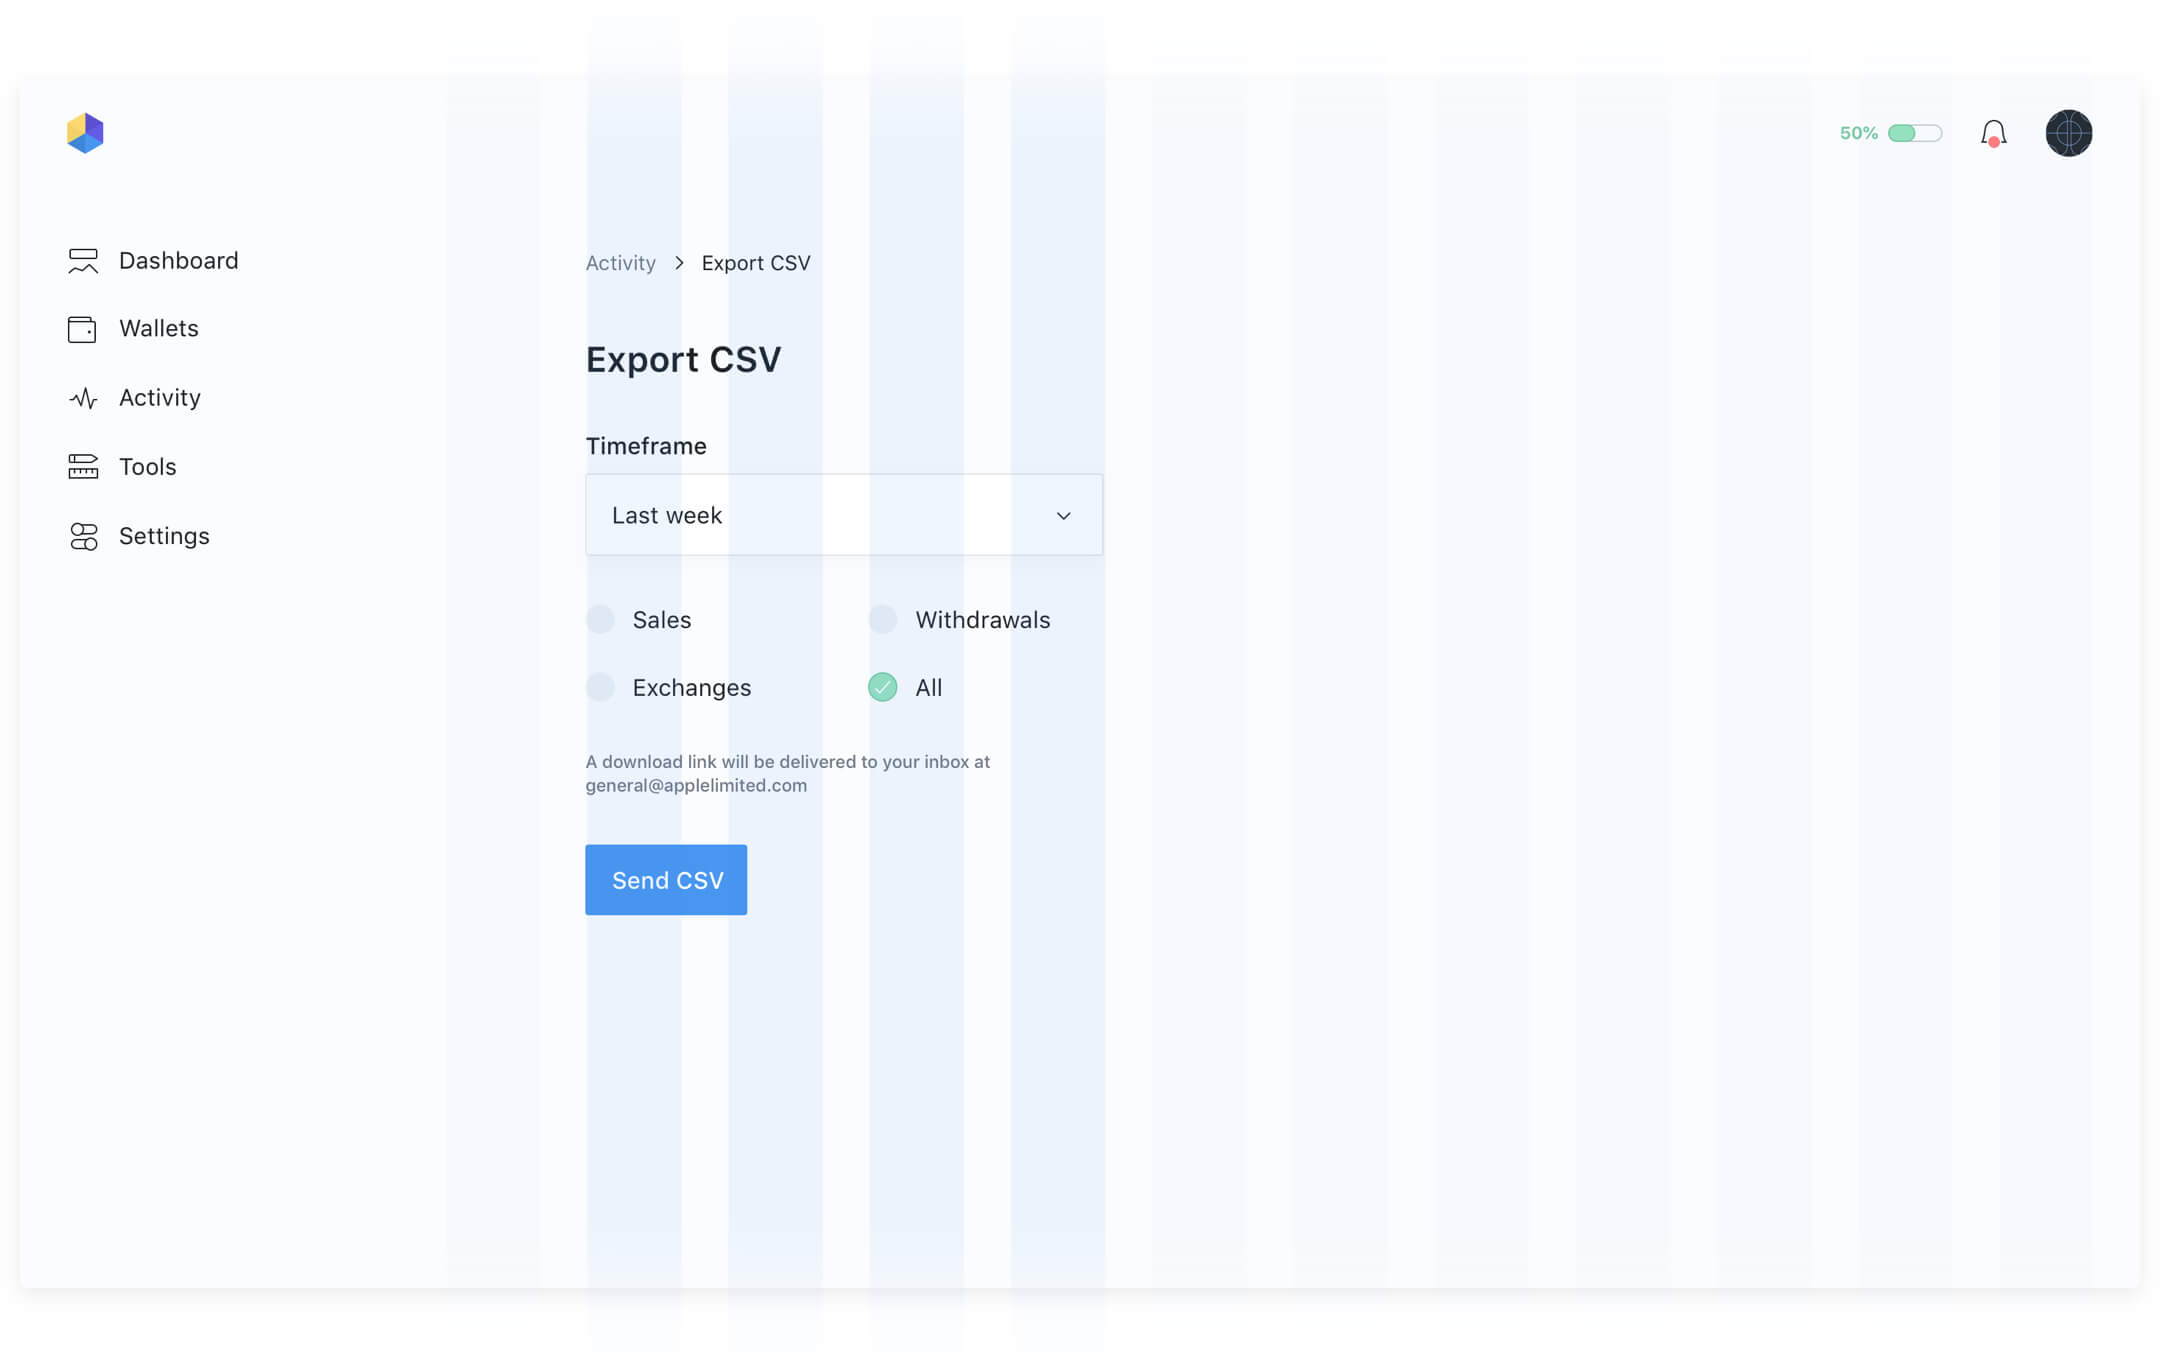 50%
Dashboard
Wallets
Activity
Tools
Settings
Activity > Export CSV
Export CSV
Timeframe
Last week
Sales
Withdrawals
Exchanges
All
A download link will be delivered to your inbox at
general@applelimited.com
Send CSV